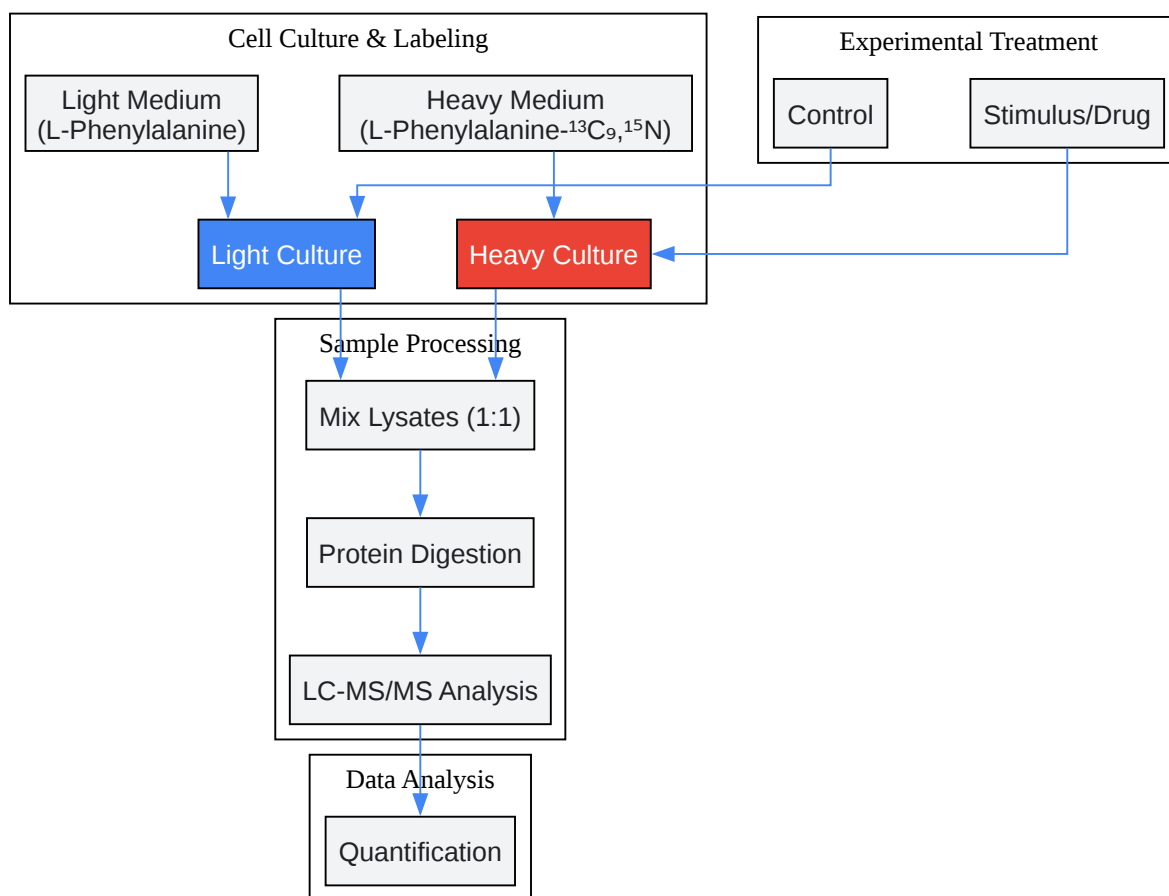 Cell Culture & Labeling
Light Medium
(L-Phenylalanine)
Heavy Medium
(L-Phenylalanine-¹³C₉,¹⁵N)
Light Culture
Heavy Culture
Experimental Treatment
Control
Stimulus/Drug
Sample Processing
Mix Lysates (1:1)
Protein Digestion
LC-MS/MS Analysis
Data Analysis
Quantification